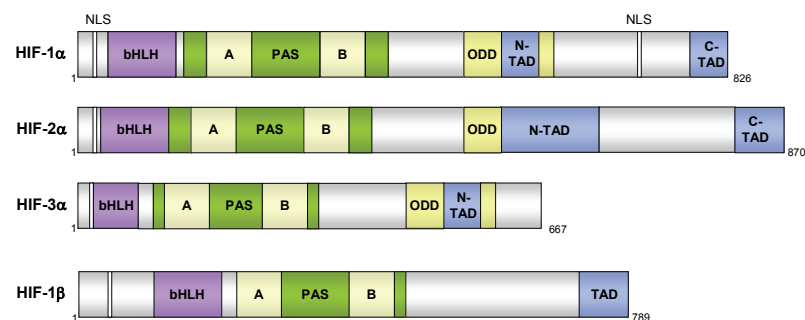 NLS NLS
HIF-1α bHLH A PAS B ODD N-TAD C-TAD
1 826
HIF-2α bHLH A PAS B ODD N-TAD C-TAD
1 870
HIF-3α bHLH A PAS B ODD N-TAD
1 667
HIF-1β bHLH A PAS B TAD
1 789